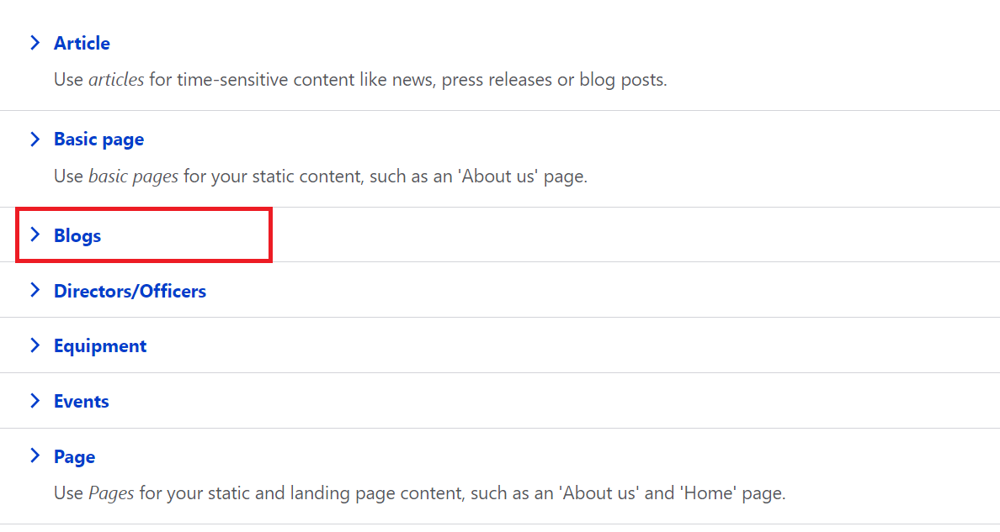 Article
Use articles for time-sensitive content like news, press releases or blog posts.
Basic page
Use basic pages for your static content, such as an 'About us' page.
Blogs
Directors/Officers
Equipment
Events
Page
Use Pages for your static and landing page content, such as an 'About us' and 'Home' page.